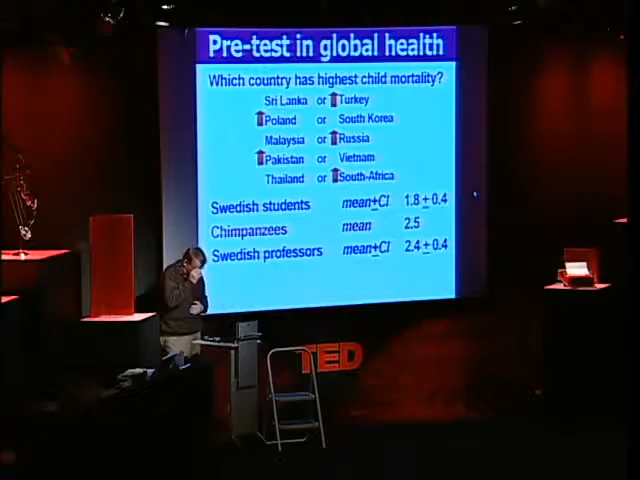 Pre-test in global health
Which country has highest child mortality?
Sri Lanka or Turkey
Poland or South Korea
Malaysia or Russia
Pakistan or Vietnam
Thailand or South-Africa
Swedish students mean+CI 1.8 ± 0.4
Chimpanzees mean 2.5
Swedish professors mean+CI 2.4 ± 0.4
TED